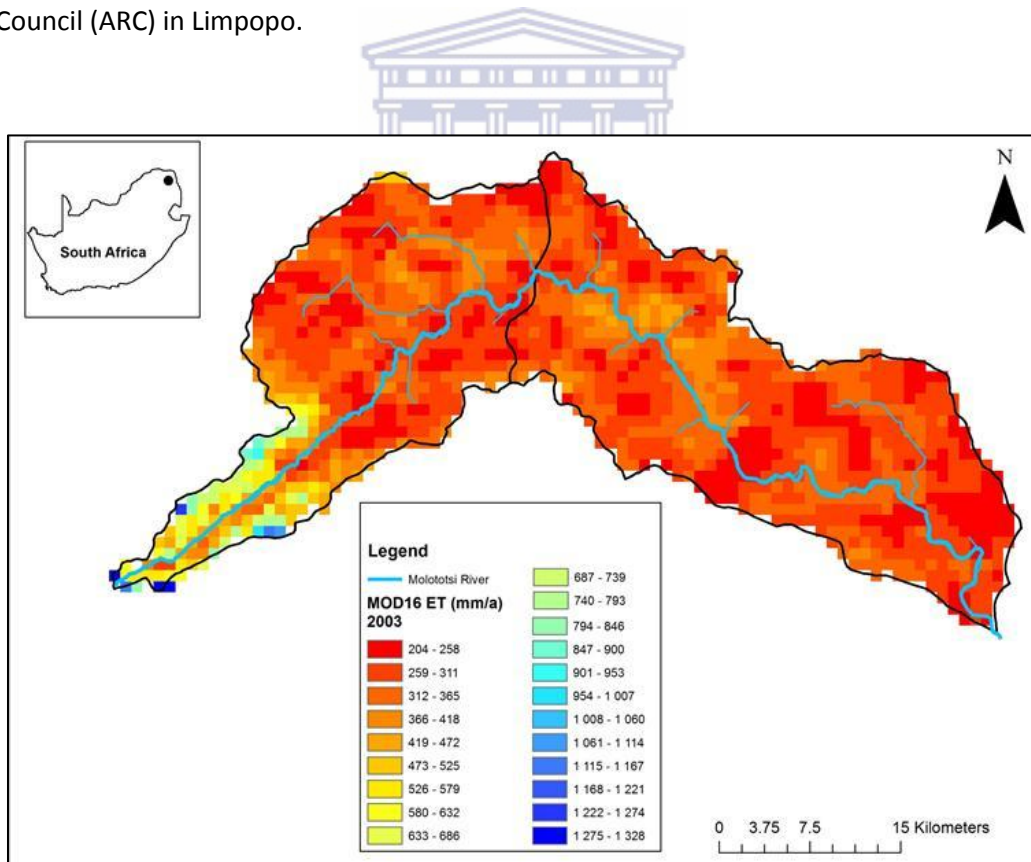 Council (ARC) in Limpopo.
South Africa
N
Legend
Molototsi River
MOD16 ET (mm/a)
2003
204 - 258
259 - 311
312 - 365
366 - 418
419 - 472
473 - 525
526 - 579
580 - 632
633 - 686
687 - 739
740 - 793
794 - 846
847 - 900
901 - 953
954 - 1 007
1 008 - 1 060
1 061 - 1 114
1 115 - 1 167
1 168 - 1 221
1 222 - 1 274
1 275 - 1 328
0 3.75 7.5 15 Kilometers